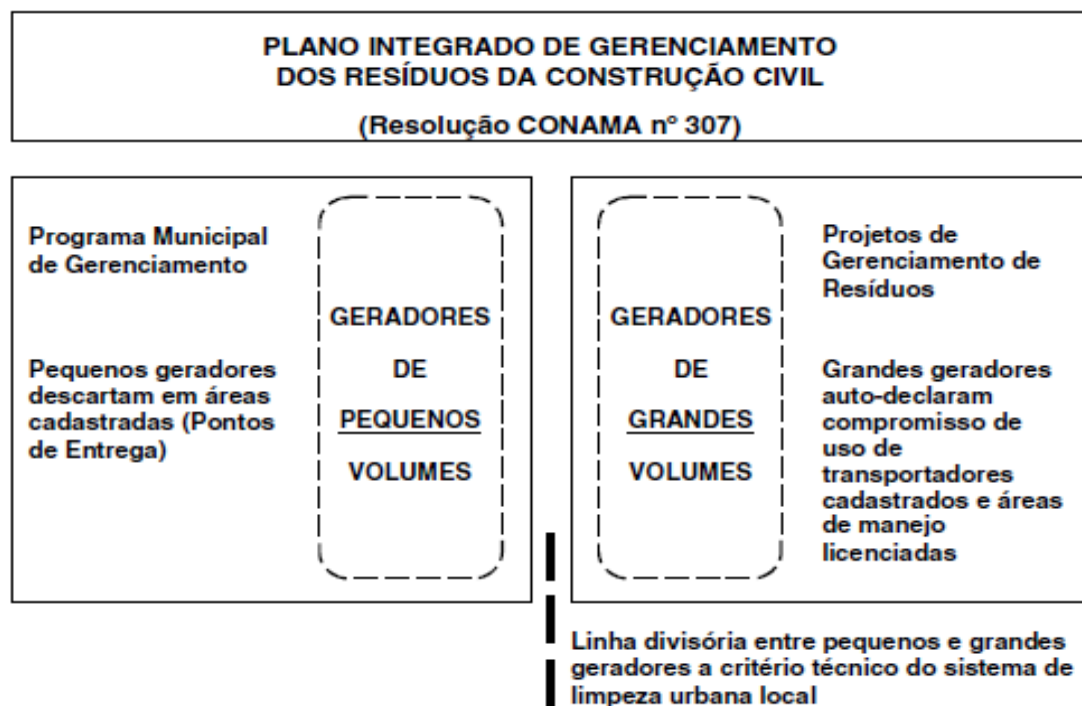 PLANO INTEGRADO DE GERENCIAMENTO
DOS RESÍDUOS DA CONSTRUÇÃO CIVIL
(Resolução CONAMA nº 307)
Programa Municipal
de Gerenciamento
Pequenos geradores
descartam em áreas
cadastradas (Pontos
de Entrega)
GERADORES
DE
PEQUENOS
VOLUMES
GERADORES
DE
GRANDES
VOLUMES
Projetos de
Gerenciamento de
Resíduos
Grandes geradores
auto-declaram
compromisso de
uso de
transportadores
cadastrados e áreas
de manejo
licenciadas
Linha divisória entre pequenos e grandes
geradores a critério técnico do sistema de
limpeza urbana local